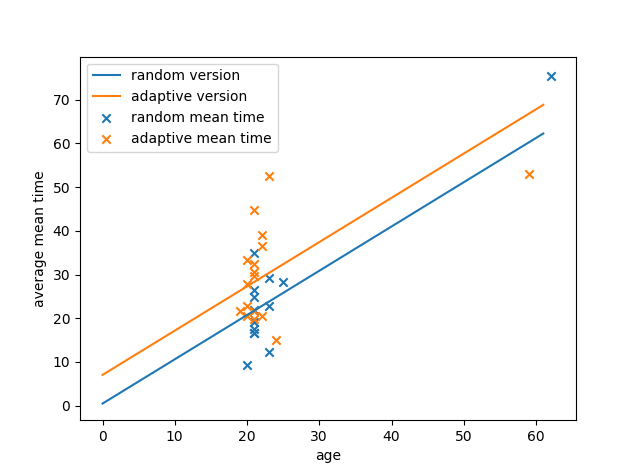 random version
adaptive version
random mean time
adaptive mean time
average mean time
70
60
50
40
30
20
10
0
0 10 20 30 40 50 60
age